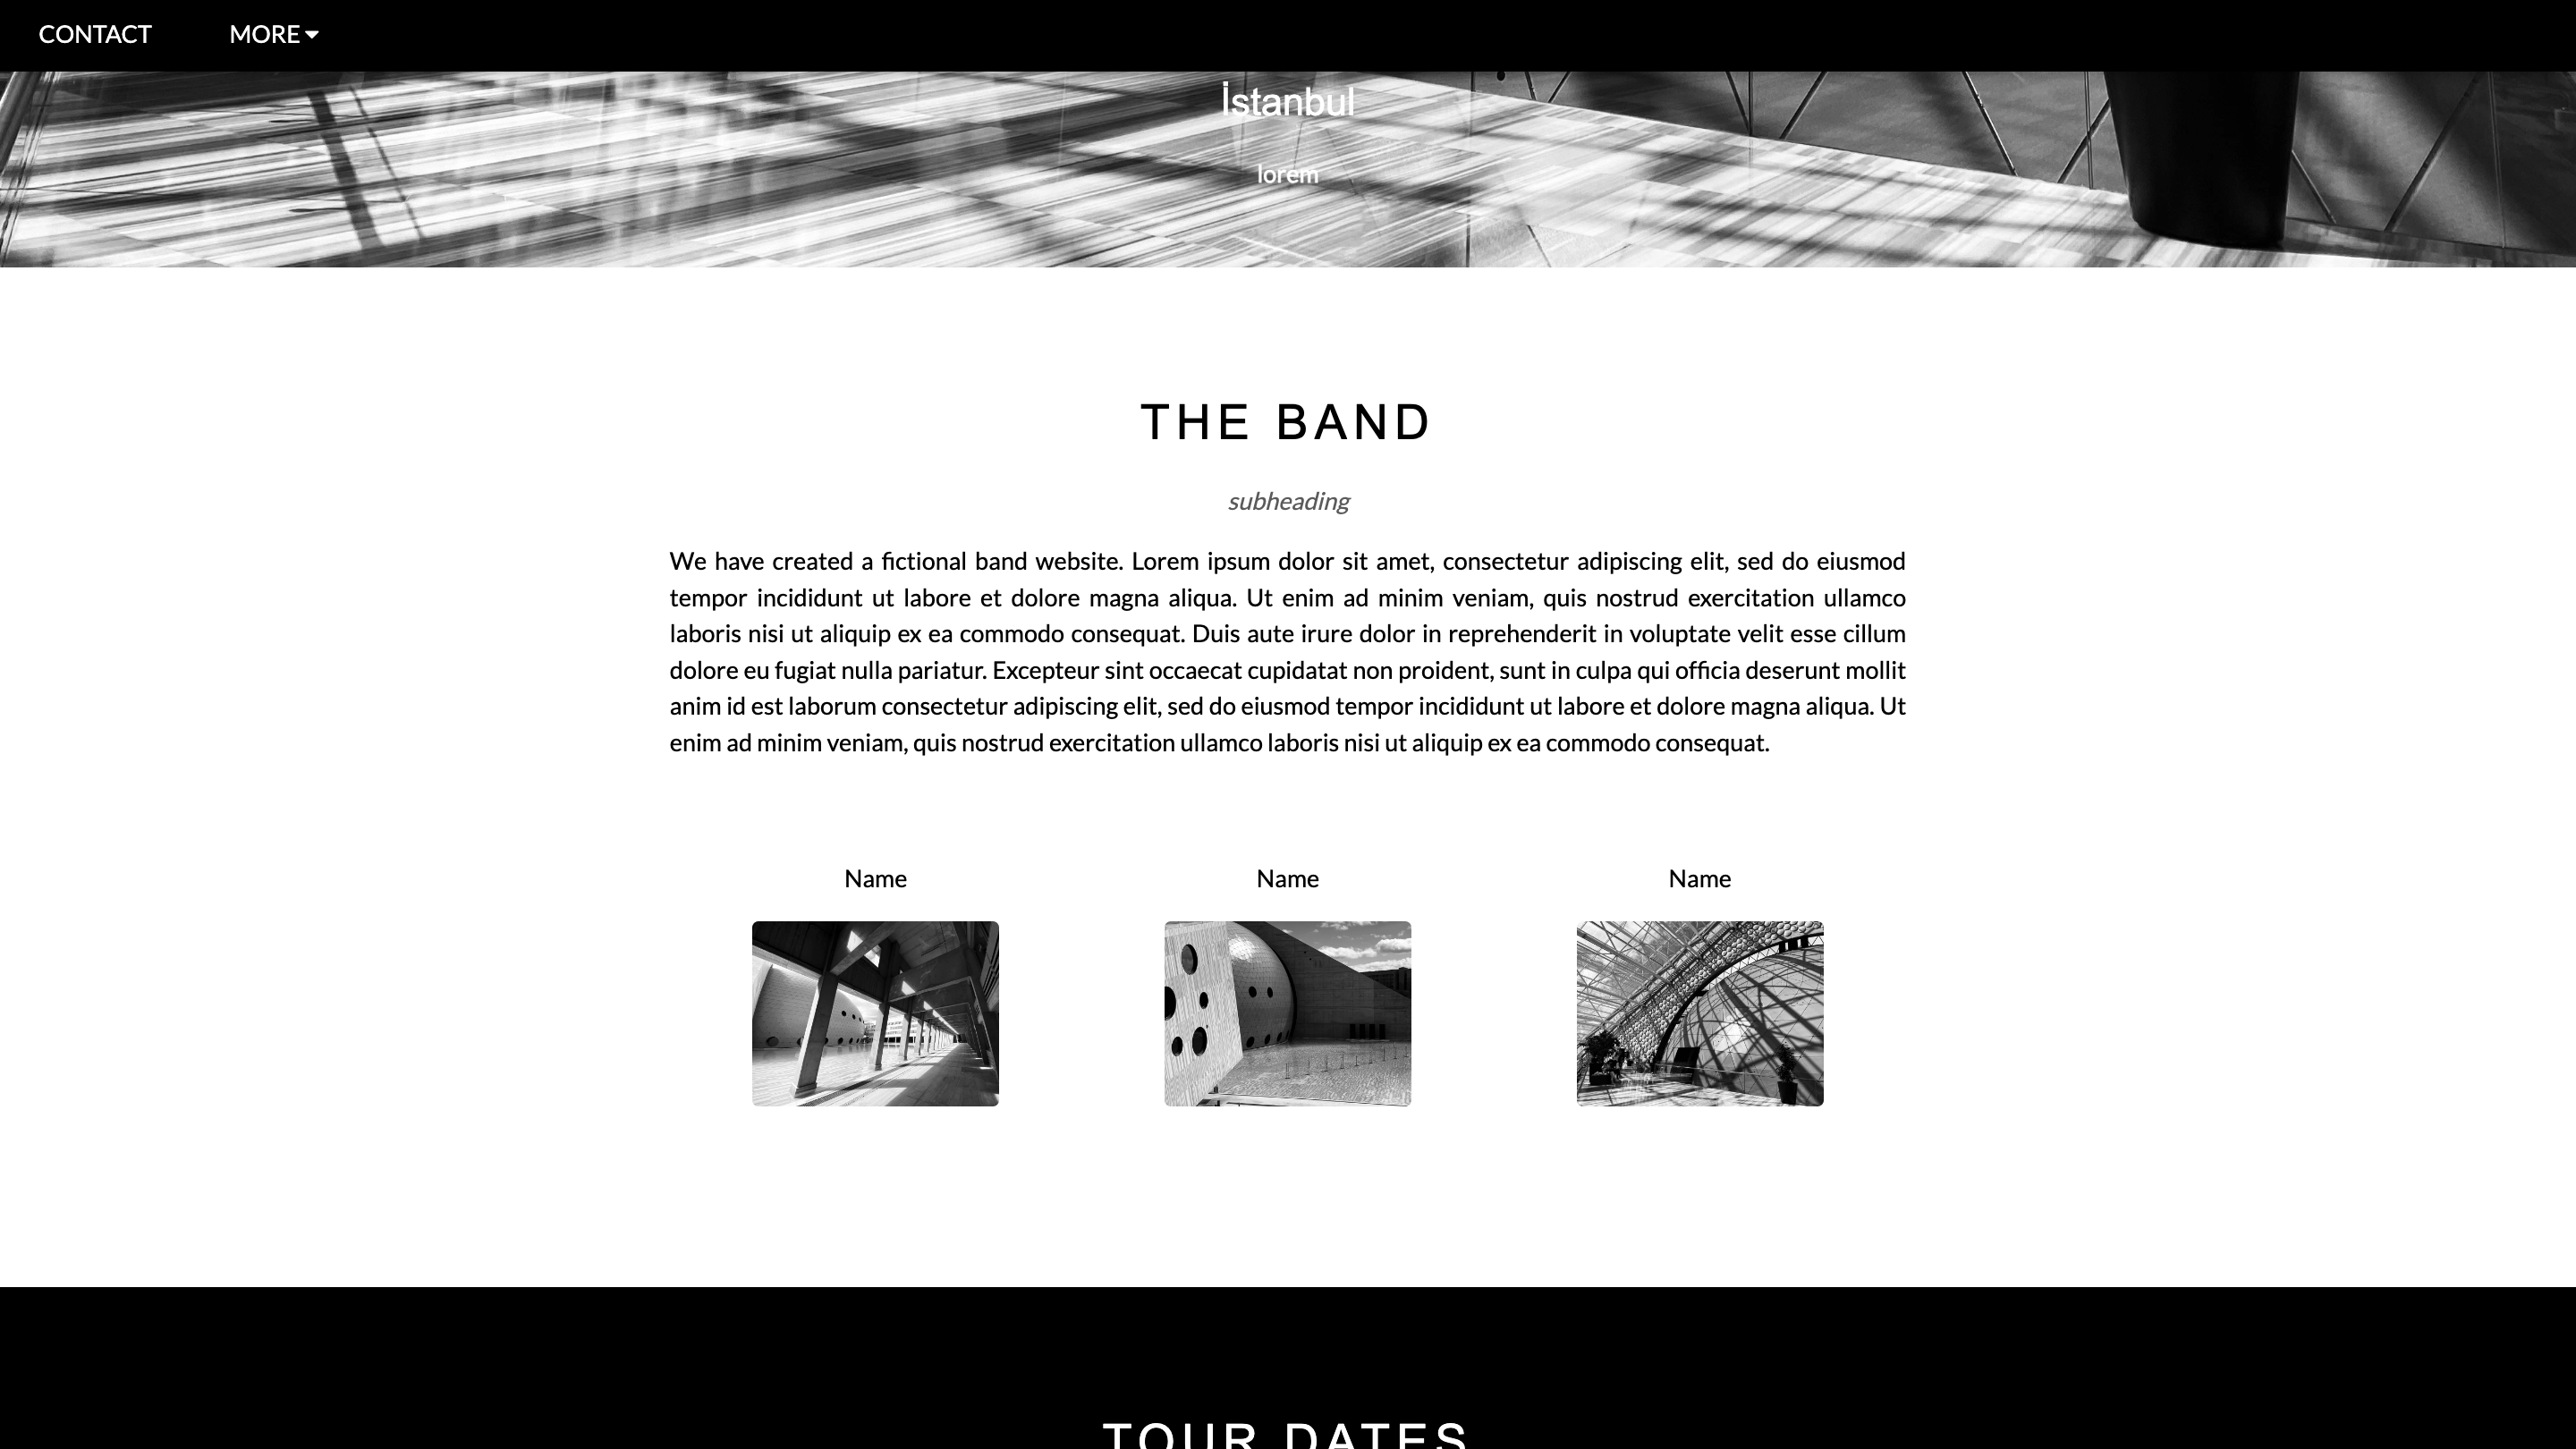 CONTACT MORE
İstanbul
lorem
THE BAND
subheading
We have created a fictional band website. Lorem ipsum dolor sit amet, consectetur adipiscing elit, sed do eiusmod
tempor incididunt ut labore et dolore magna aliqua. Ut enim ad minim veniam, quis nostrud exercitation ullamco
laboris nisi ut aliquip ex ea commodo consequat. Duis aute irure dolor in reprehenderit in voluptate velit esse cillum
dolore eu fugiat nulla pariatur. Excepteur sint occaecat cupidatat non proident, sunt in culpa qui officia deserunt mollit
anim id est laborum consectetur adipiscing elit, sed do eiusmod tempor incididunt ut labore et dolore magna aliqua. Ut
enim ad minim veniam, quis nostrud exercitation ullamco laboris nisi ut aliquip ex ea commodo consequat.
Name Name Name
TOUR DATES